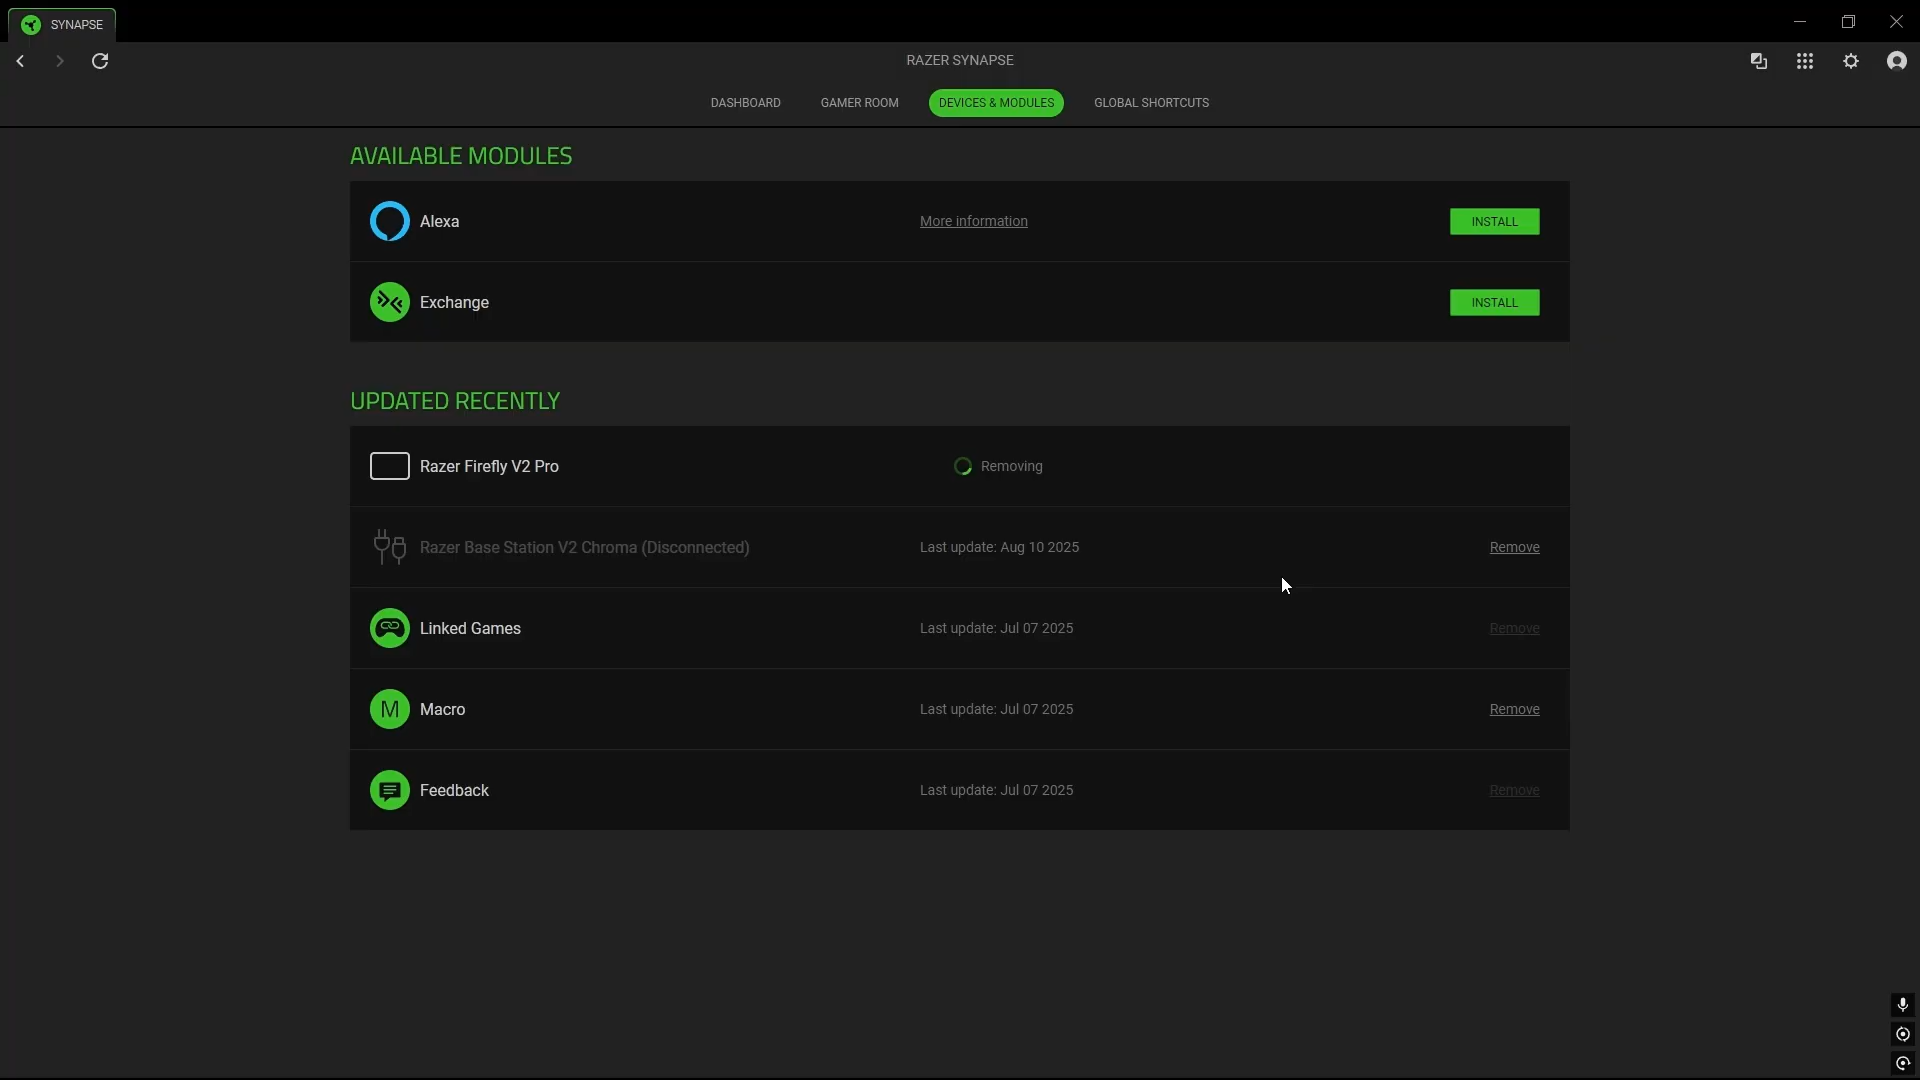 SYNAPSE
RAZER SYNAPSE
DASHBOARD
GAMER ROOM
DEVICES & MODULES
GLOBAL SHORTCUTS
AVAILABLE MODULES
Alexa
More information
INSTALL
Exchange
INSTALL
UPDATED RECENTLY
Razer Firefly V2 Pro
Removing
Razer Base Station V2 Chroma (Disconnected)
Last update: Aug 10 2025
Remove
Linked Games
Last update: Jul 07 2025
Remove
M
Macro
Last update: Jul 07 2025
Remove
Feedback
Last update: Jul 07 2025
Remove